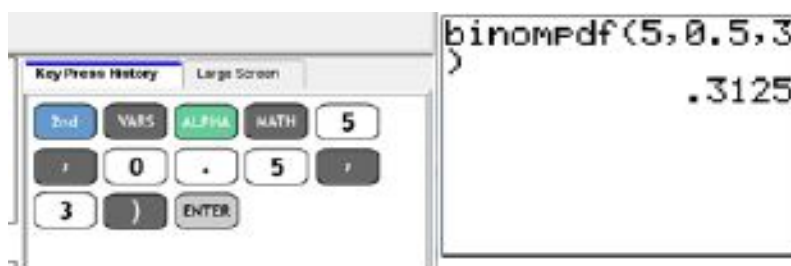 Key Press History Large Screen
2nd VARS ALPHA MATH 5
, 0 . 5 ,
3 ) ENTER
binompdf(5,0.5,3
)
.3125